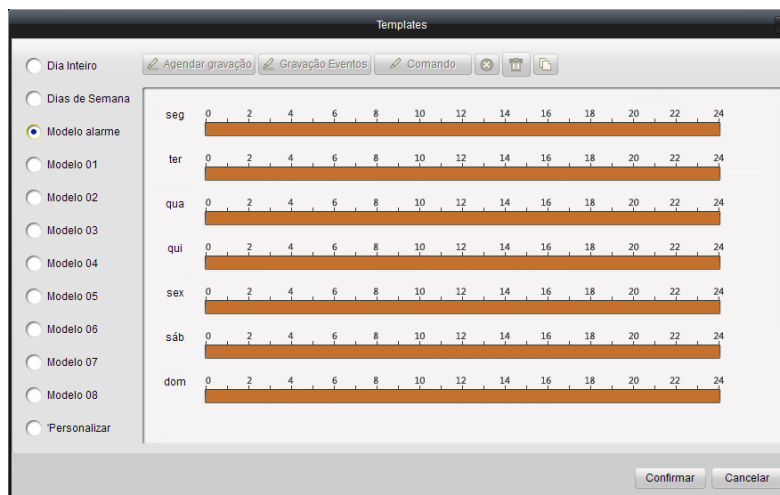 Templates
Dia Inteiro
Agendar gravação
Gravação Eventos
Comando
Dias de Semana
Modelo alarme
Modelo 01
Modelo 02
Modelo 03
Modelo 04
Modelo 05
Modelo 06
Modelo 07
Modelo 08
'Personalizar
seg 0 2 4 6 8 10 12 14 16 18 20 22 24
ter 0 2 4 6 8 10 12 14 16 18 20 22 24
qua 0 2 4 6 8 10 12 14 16 18 20 22 24
qui 0 2 4 6 8 10 12 14 16 18 20 22 24
sex 0 2 4 6 8 10 12 14 16 18 20 22 24
sáb 0 2 4 6 8 10 12 14 16 18 20 22 24
dom 0 2 4 6 8 10 12 14 16 18 20 22 24
Confirmar
Cancelar